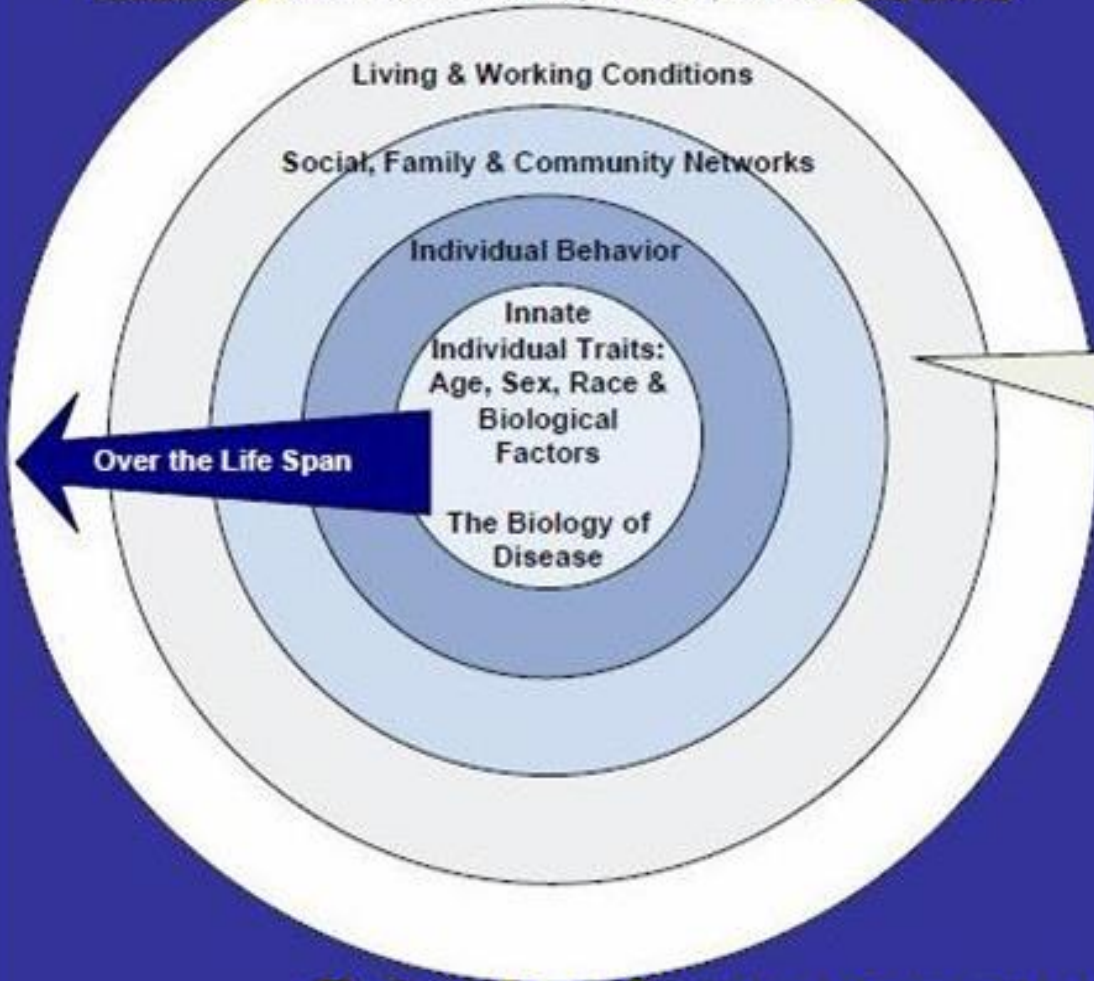 Living & Working Conditions
Social, Family & Community Networks
Individual Behavior
Innate
Individual Traits:
Age, Sex, Race &
Biological
Factors
Over the Life Span
The Biology of
Disease